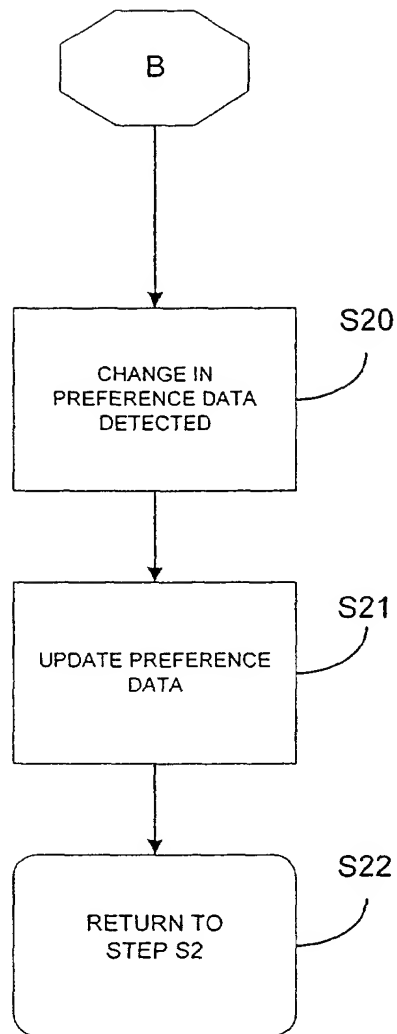 B
S20
CHANGE IN
PREFERENCE DATA
DETECTED
S21
UPDATE PREFERENCE
DATA
S22
RETURN TO
STEP S2